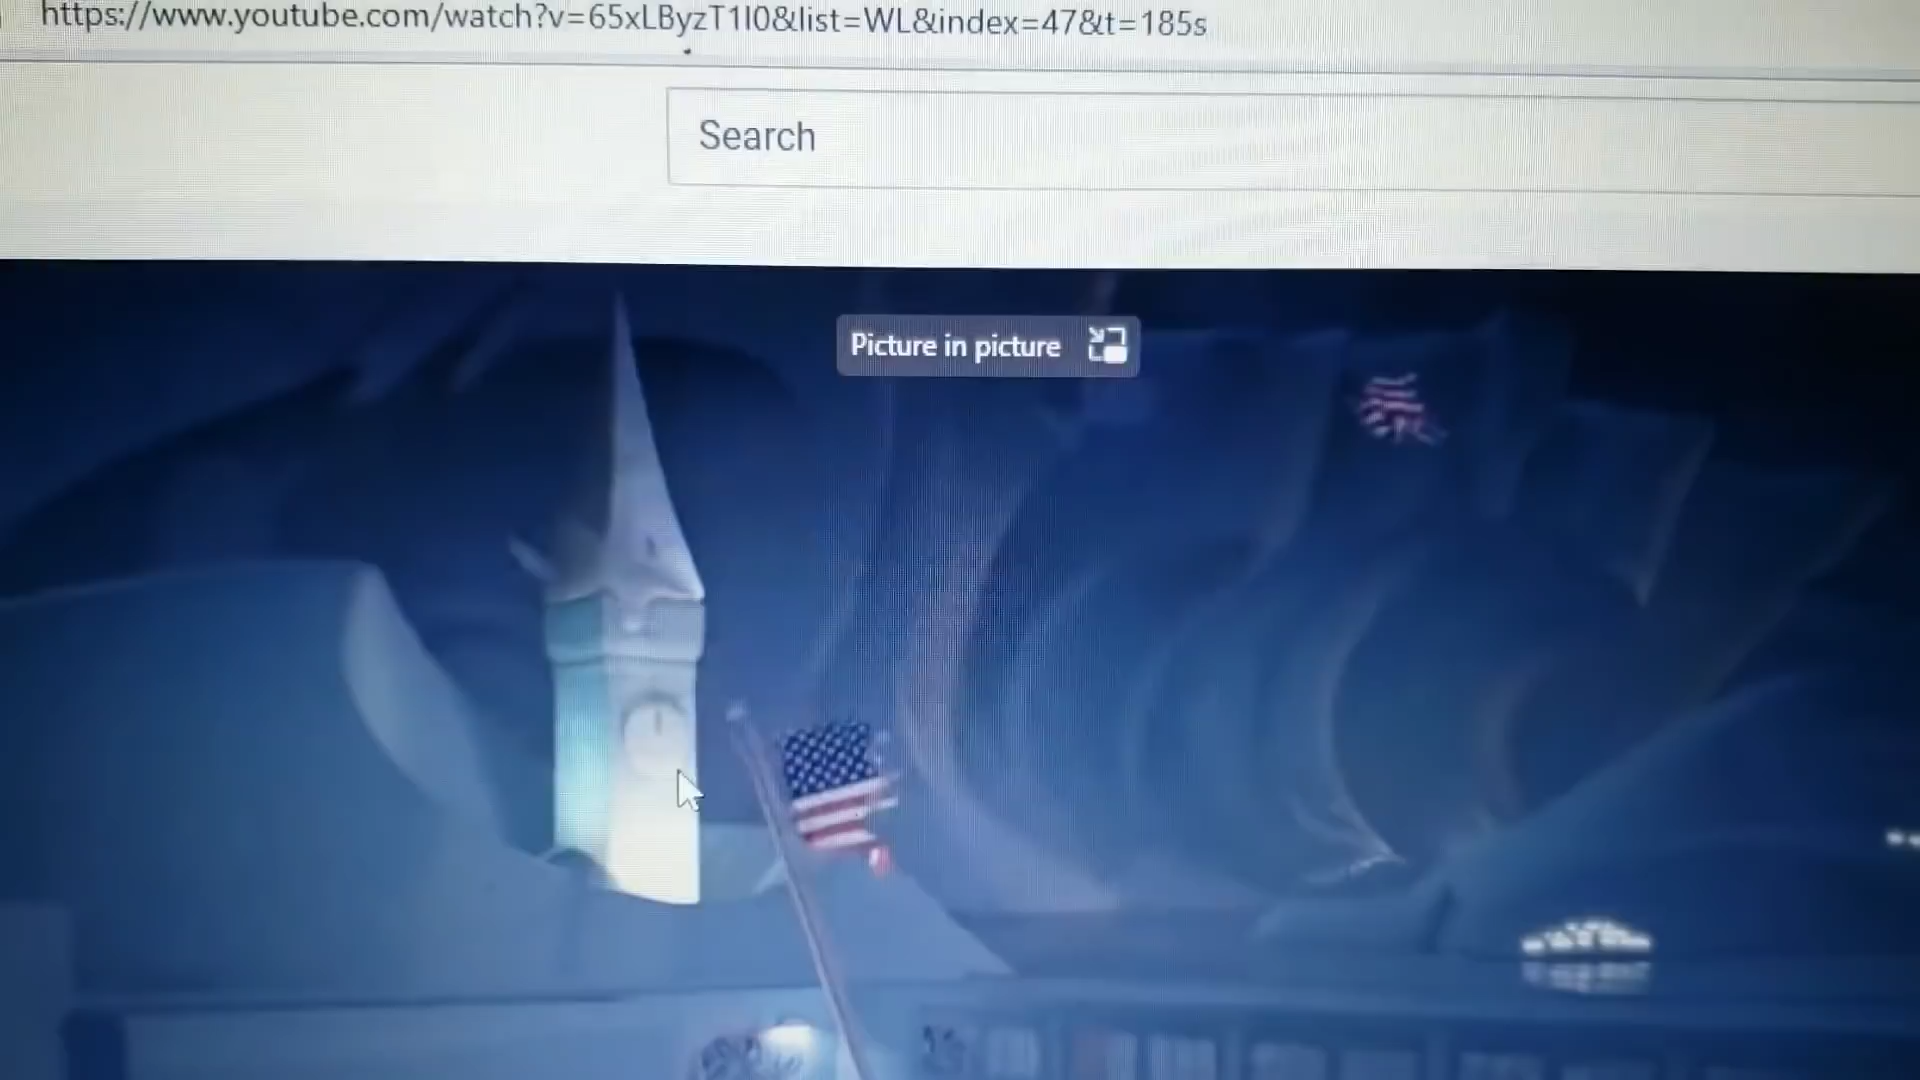 https://www.youtube.com/watch?v=65xLByzT1I0&list=WL&index=47&t=185s
Search
Picture in picture